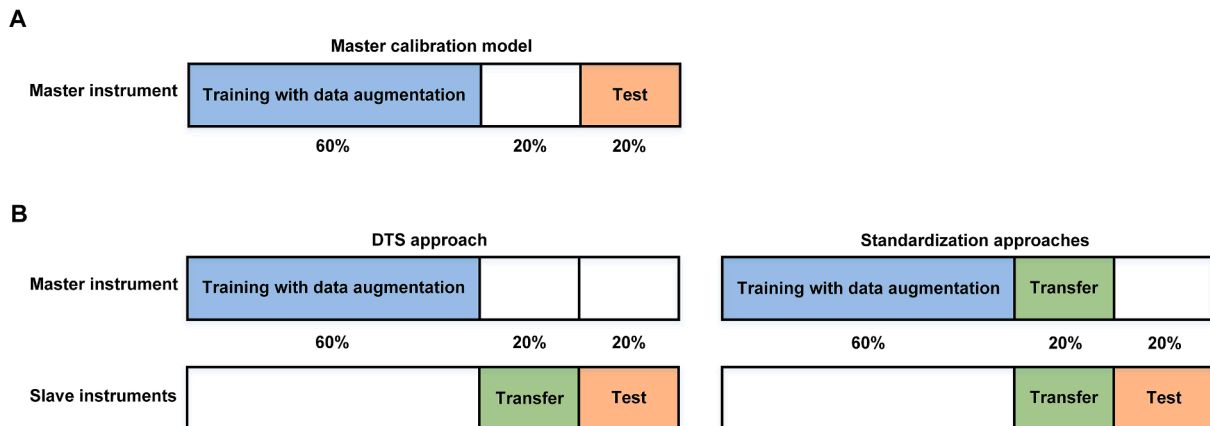 A
Master calibration model
Master instrument
Training with data augmentation
Test
60%
20%
20%
B
DTS approach
Standardization approaches
Master instrument
Training with data augmentation
Training with data augmentation
Transfer
60%
20%
20%
60%
20%
20%
Slave instruments
Transfer
Test
Transfer
Test